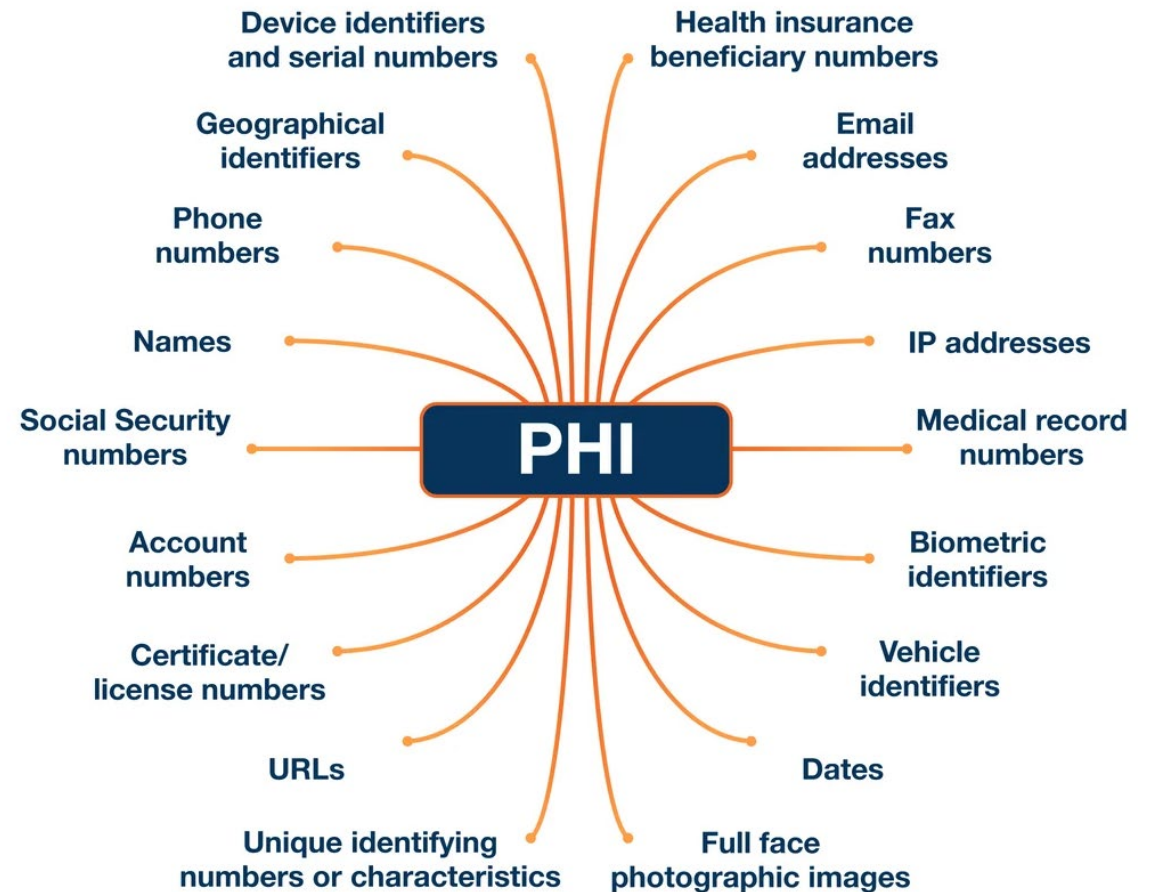 Device identifiers
and serial numbers
Health insurance
beneficiary numbers
Geographical
identifiers
Email
addresses
Phone
numbers
Fax
numbers
Names
IP addresses
Social Security
numbers
PHI
Medical record
numbers
Account
numbers
Biometric
identifiers
Certificate/
license numbers
Vehicle
identifiers
URLs
Dates
Unique identifying
numbers or characteristics
Full face
photographic images